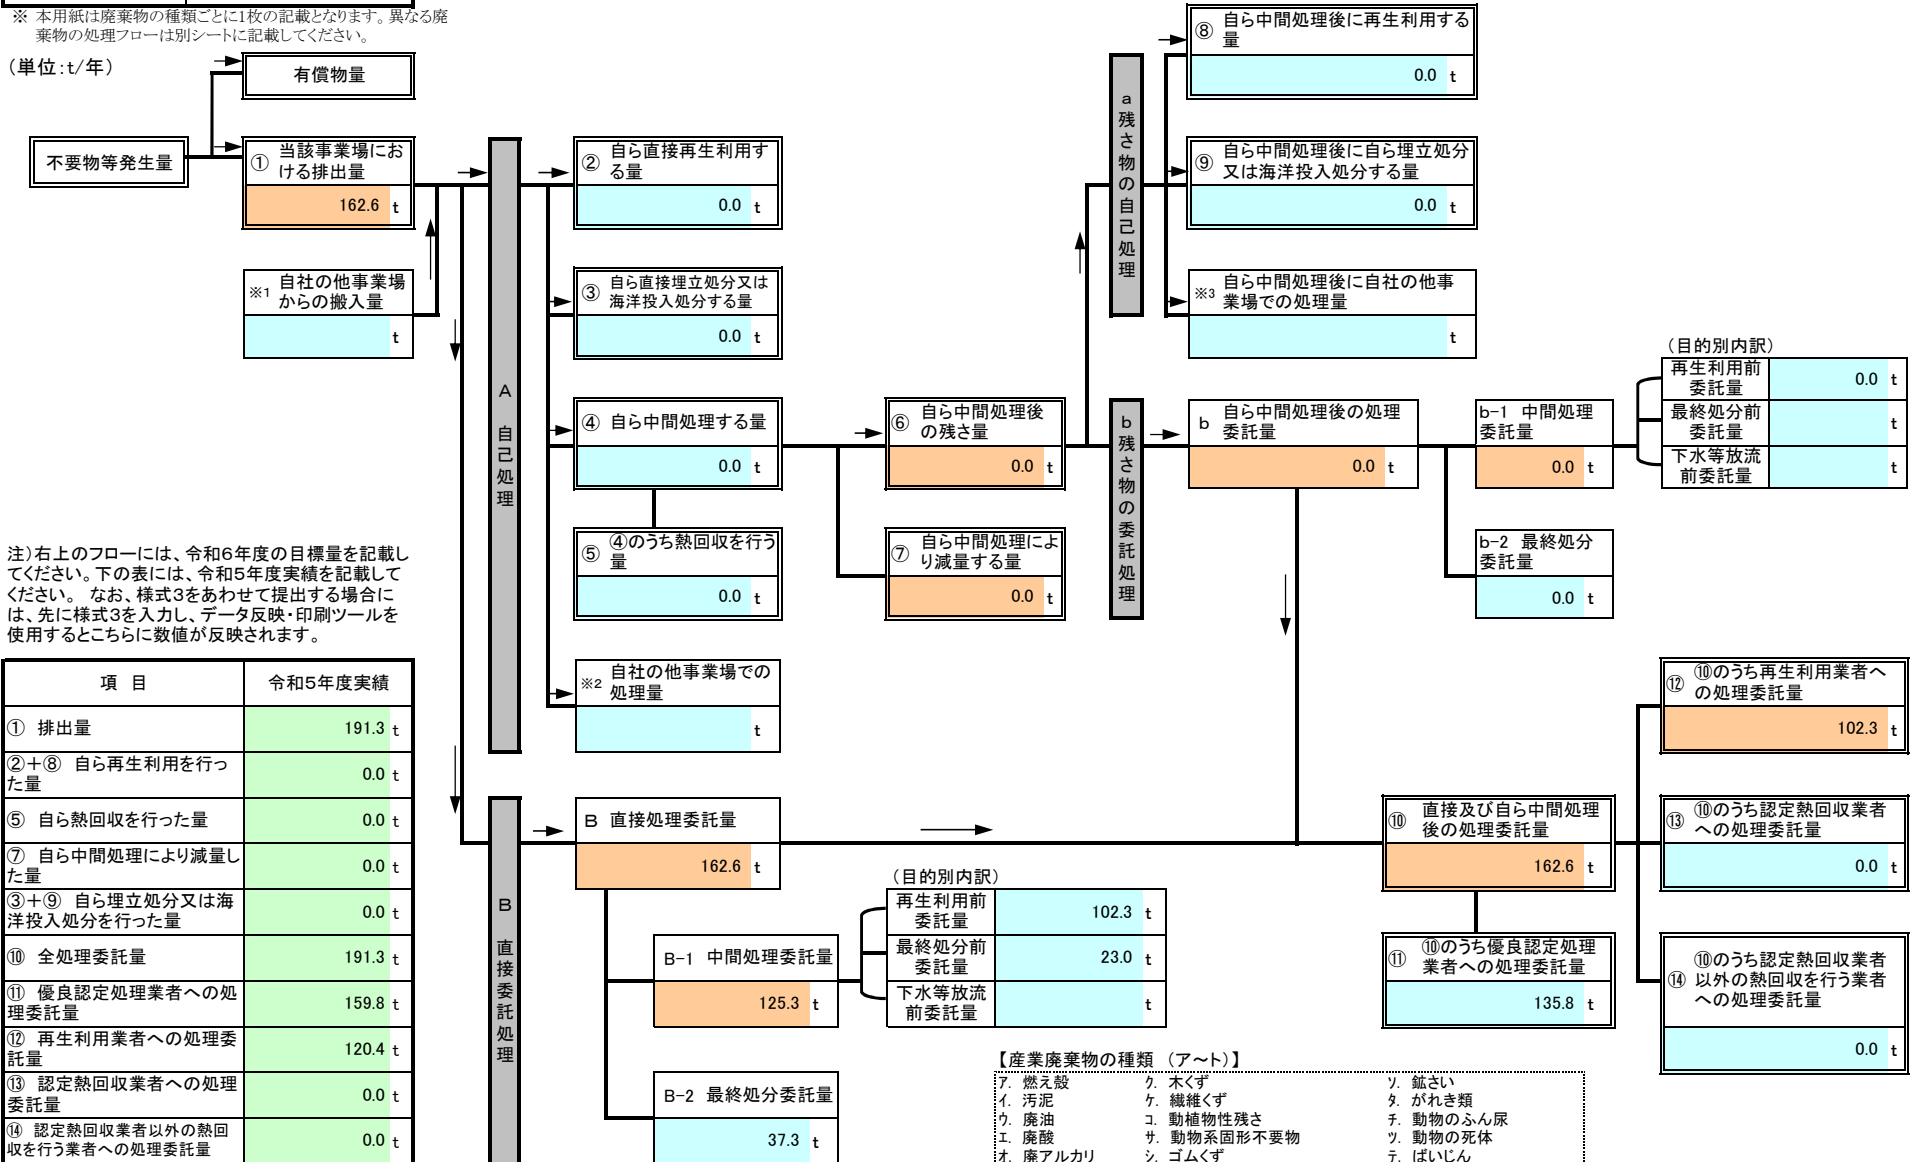 ※ 本用紙は廃棄物の種類ごとに1枚の記載となります。異なる廃
棄物の処理フローは別シートに記載してください。
（単位：t/年）
有償物量
不要物等発生量
① 当該事業場にお
ける排出量
162.6 t
※1 自社の他事業場
からの搬入量
t
A 自己処理
② 自ら直接再生利用す
る量
0.0 t
③ 自ら直接埋立処分又は
海洋投入処分する量
0.0 t
④ 自ら中間処理する量
0.0 t
⑤ ④のうち熱回収を行う
量
0.0 t
※2 自社の他事業場での
処理量
t
⑥ 自ら中間処理後
の残さ量
0.0 t
⑦ 自ら中間処理によ
り減量する量
0.0 t
a 残さ物の自己処理
⑧ 自ら中間処理後に再生利用する
量
0.0 t
⑨ 自ら中間処理後に自ら埋立処分
又は海洋投入処分する量
0.0 t
※3 自ら中間処理後に自社の他事
業場での処理量
t
b 残さ物の委託処理
b 自ら中間処理後の処理
委託量
0.0 t
b-1 中間処理
委託量
0.0 t
（目的別内訳）
再生利用前
委託量
0.0 t
最終処分前
委託量
t
下水等放流
前委託量
t
b-2 最終処分
委託量
0.0 t
注）右上のフローには、令和6年度の目標量を記載し
てください。下の表には、令和5年度実績を記載して
ください。 なお、様式3をあわせて提出する場合に
は、先に様式3を入力し、データ反映・印刷ツールを
使用するとこちらに数値が反映されます。
項 目 令和5年度実績
① 排出量 191.3 t
②＋⑧ 自ら再生利用を行っ
た量 0.0 t
⑤ 自ら熱回収を行った量 0.0 t
⑦ 自ら中間処理により減量し
た量 0.0 t
③＋⑨ 自ら埋立処分又は海
洋投入処分を行った量 0.0 t
⑩ 全処理委託量 191.3 t
⑪ 優良認定処理業者への処
理委託量 159.8 t
⑫ 再生利用業者への処理委
託量 120.4 t
⑬ 認定熱回収業者への処理
委託量 0.0 t
⑭ 認定熱回収業者以外の熱回
収を行う業者への処理委託量 0.0 t
B 直接委託処理
B 直接処理委託量
162.6 t
B-1 中間処理委託量
125.3 t
（目的別内訳）
再生利用前
委託量
102.3 t
最終処分前
委託量
23.0 t
下水等放流
前委託量
t
B-2 最終処分委託量
37.3 t
⑩ 直接及び自ら中間処理
後の処理委託量
162.6 t
⑪ ⑩のうち優良認定処理
業者への処理委託量
135.8 t
⑫ ⑩のうち再生利用業者へ
の処理委託量
102.3 t
⑬ ⑩のうち認定熱回収業者
への処理委託量
0.0 t
⑭ ⑩のうち認定熱回収業者
以外の熱回収を行う業者
への処理委託量
0.0 t
【産業廃棄物の種類 （ア～ト）】
ア. 燃え殻 ク. 木くず ソ. 鉱さい
イ. 汚泥 ケ. 繊維くず タ. がれき類
ウ. 廃油 コ. 動植物性残さ チ. 動物のふん尿
エ. 廃酸 サ. 動物系固形不要物 ツ. 動物の死体
オ. 廃アルカリ シ. ゴムくず テ. ばいじん